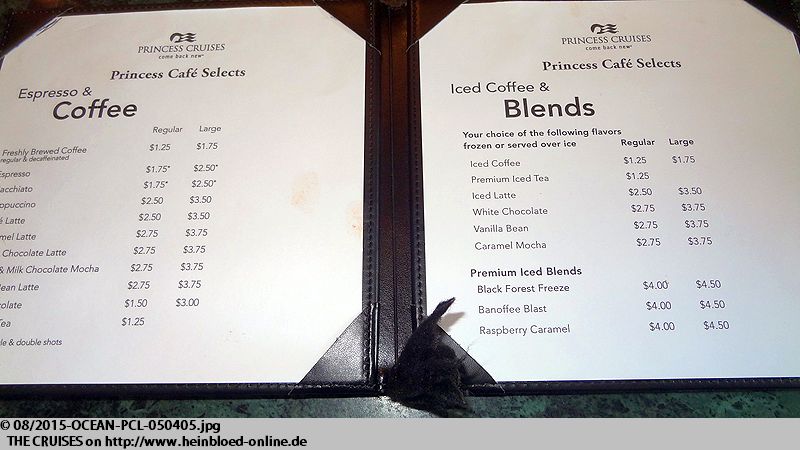 PRINCESS CRUISES
come back new®
Princess Café Selects
Espresso &
Coffee
Regular Large
Freshly Brewed Coffee $1.25 $1.75
regular & decaffeinated
spresso $1.75* $2.50*
acchiato $1.75* $2.50*
ppuccino $2.50 $3.50
é Latte $2.50 $3.50
mel Latte $2.75 $3.75
Chocolate Latte $2.75 $3.75
& Milk Chocolate Mocha $2.75 $3.75
ean Latte $2.75 $3.75
colate $1.50 $3.00
Tea $1.25
le & double shots
PRINCESS CRUISES
come back new®
Princess Café Selects
Iced Coffee &
Blends
Your choice of the following flavors
frozen or served over ice Regular Large
Iced Coffee $1.25 $1.75
Premium Iced Tea $1.25
Iced Latte $2.50 $3.50
White Chocolate $2.75 $3.75
Vanilla Bean $2.75 $3.75
Caramel Mocha $2.75 $3.75
Premium Iced Blends
Black Forest Freeze $4.00 $4.50
Banoffee Blast $4.00 $4.50
Raspberry Caramel $4.00 $4.50
© 08/2015-OCEAN-PCL-050405.jpg
THE CRUISES on http://www.heinbloed-online.de